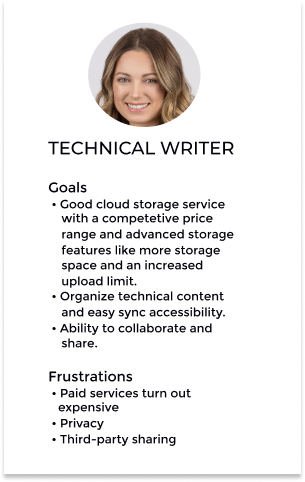 TECHNICAL WRITER
Goals
• Good cloud storage service
with a competetive price
range and advanced storage
features like more storage
space and an increased
upload limit.
• Organize technical content
and easy sync accessibility.
• Ability to collaborate and
share.
Frustrations
• Paid services turn out
expensive
• Privacy
• Third-party sharing